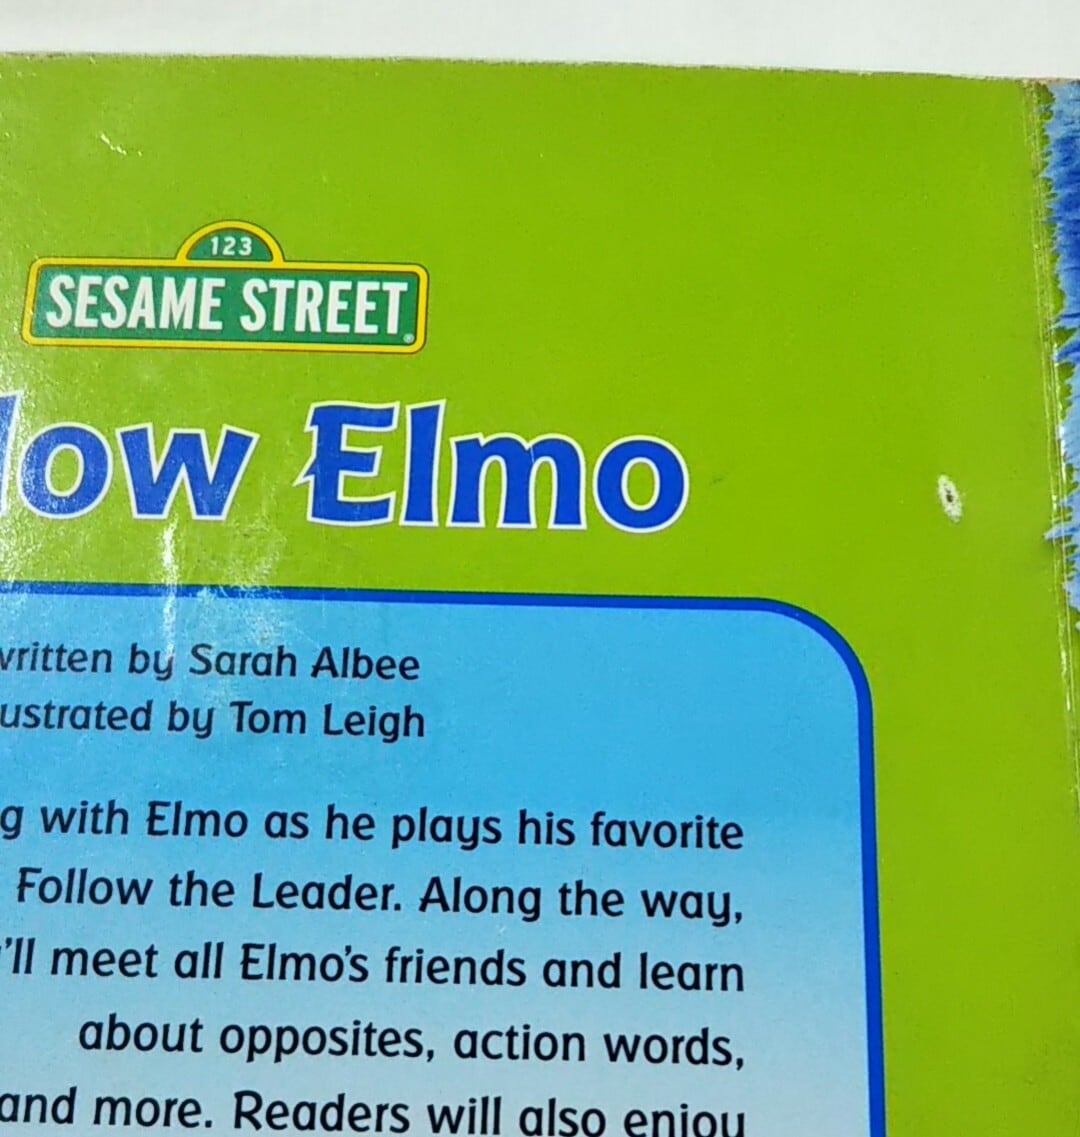 123
SESAME STREET®
low Elmo
written by Sarah Albee
ustrated by Tom Leigh
g with Elmo as he plays his favorite
Follow the Leader. Along the way,
'll meet all Elmo's friends and learn
about opposites, action words,
and more. Readers will also enjoy